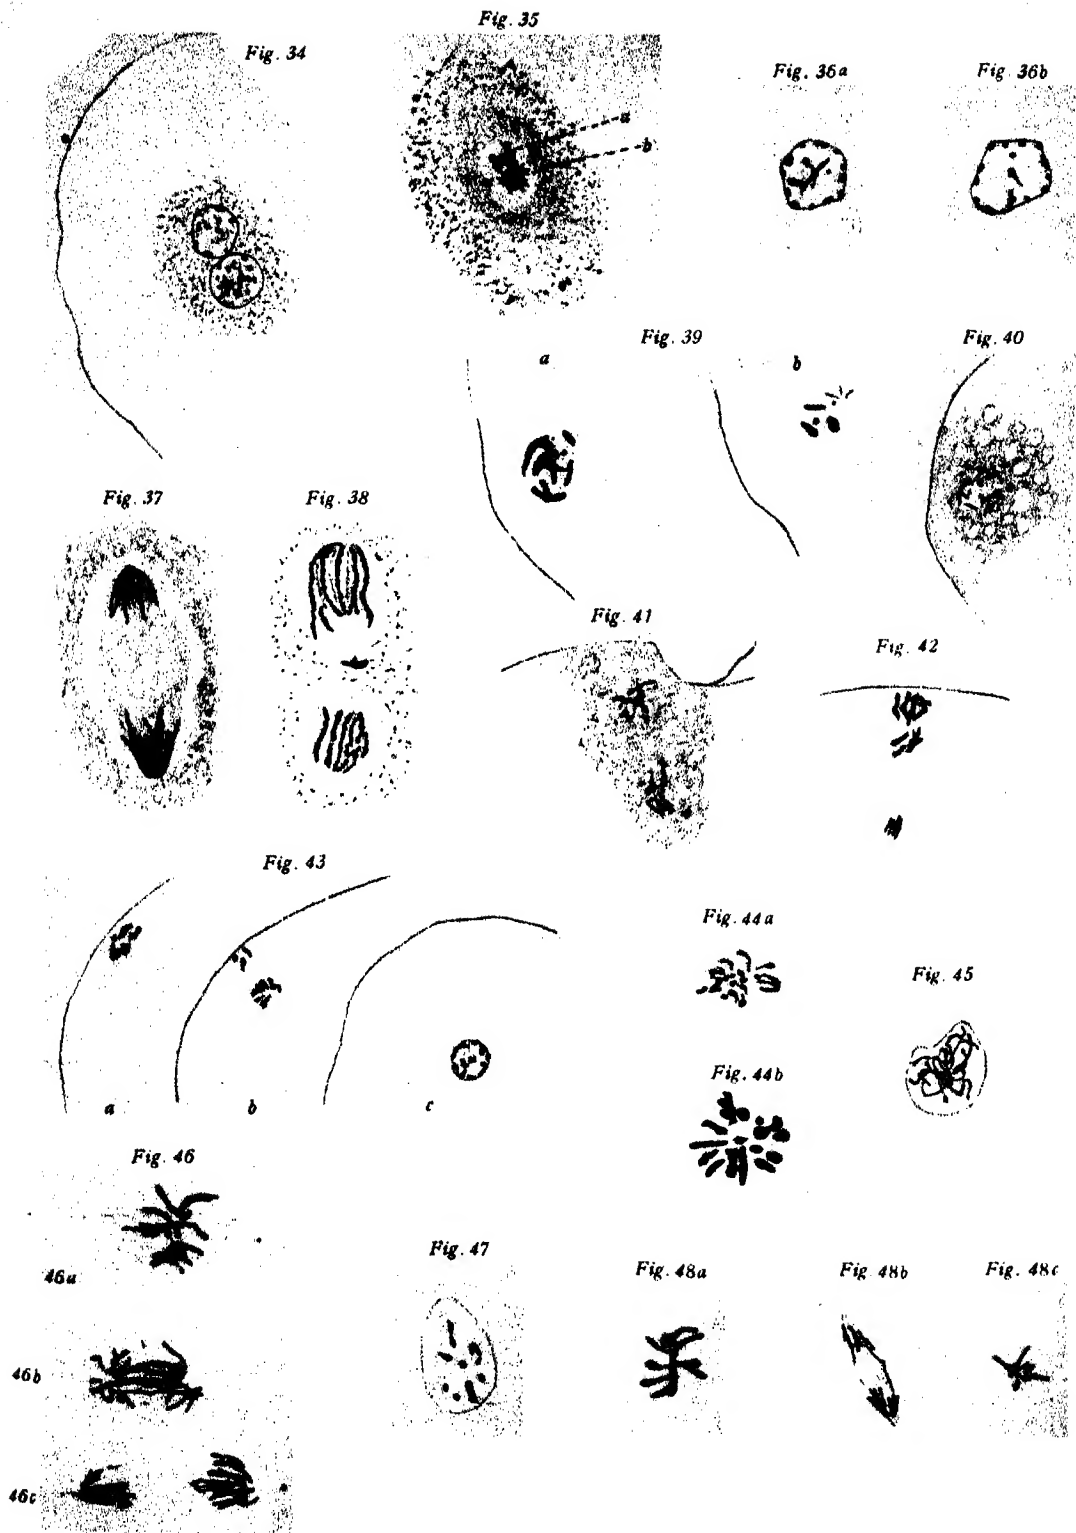 Fig. 34
Fig. 35
a
b
Fig. 36a
Fig. 36b
Fig. 39
a
b
Fig. 40
Fig. 37
Fig. 38
Fig. 41
Fig. 42
Fig. 43
a
b
c
Fig. 44a
Fig. 44b
Fig. 45
Fig. 46
46a
46b
46c
Fig. 47
Fig. 48a
Fig. 48b
Fig. 48c